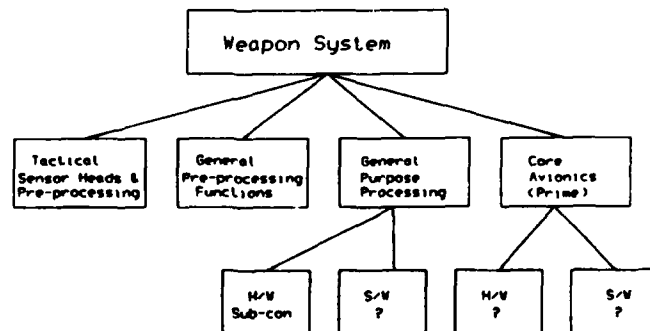 Weapon System
Tactical
Sensor Heads &
Pre-processing
General
Pre-processing
Functions
General
Purpose
Processing
Core
Avionics
(Prime)
H/W
Sub-con
S/W
?
H/W
?
S/W
?